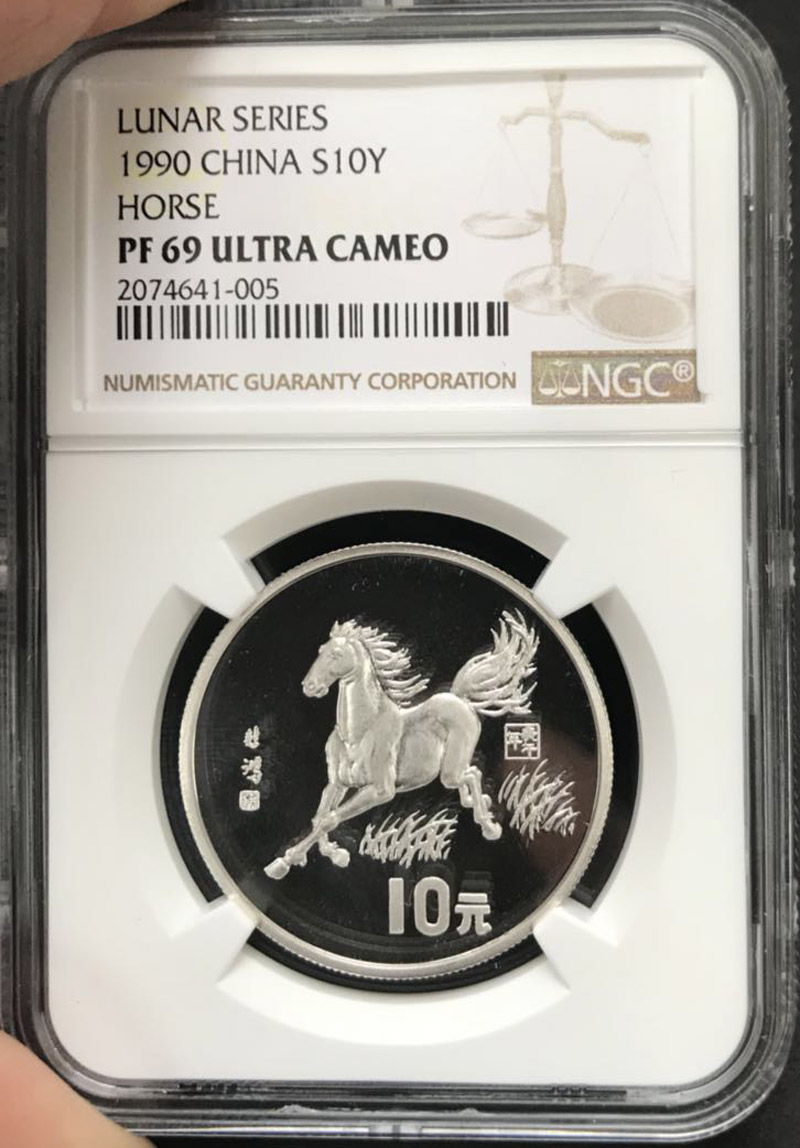 LUNAR SERIES
1990 CHINA S10Y
HORSE
PF 69 ULTRA CAMEO
2074641-005
NUMISMATIC GUARANTY CORPORATION
NGC®
悲鴻
10元